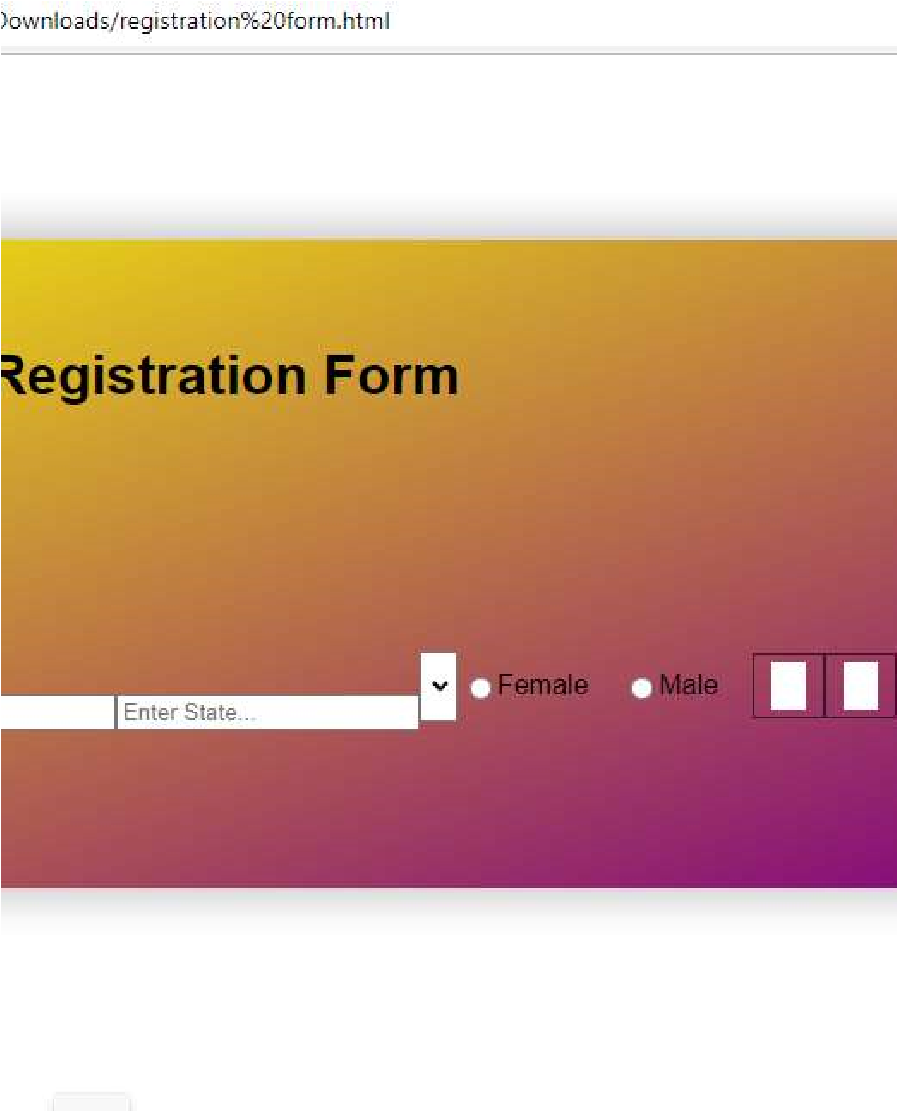 Downloads/registration%20form.html
Registration Form
Female
Male
Enter State...